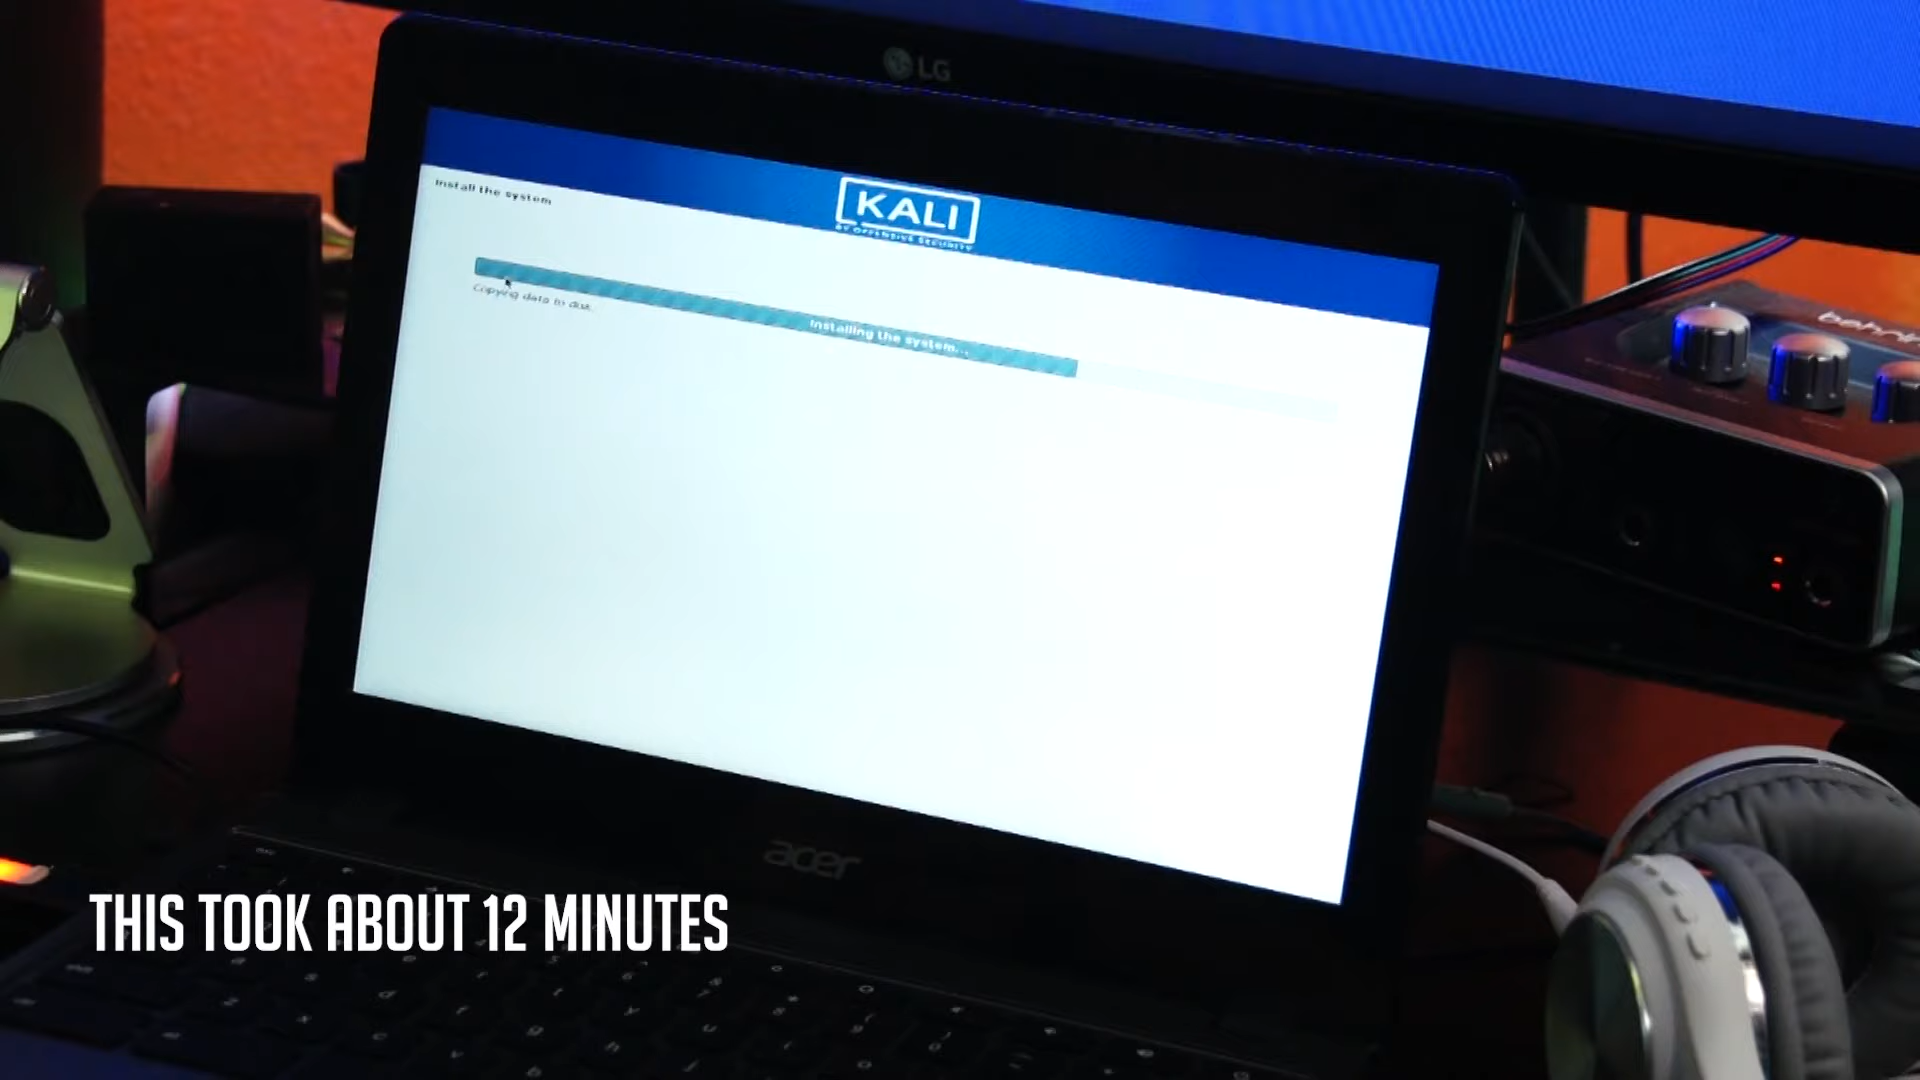 LG
KALI
BY OFFENSIVE SECURITY
Install the system
Installing the system...
Copying data to disk...
behrin
acer
THIS TOOK ABOUT 12 MINUTES